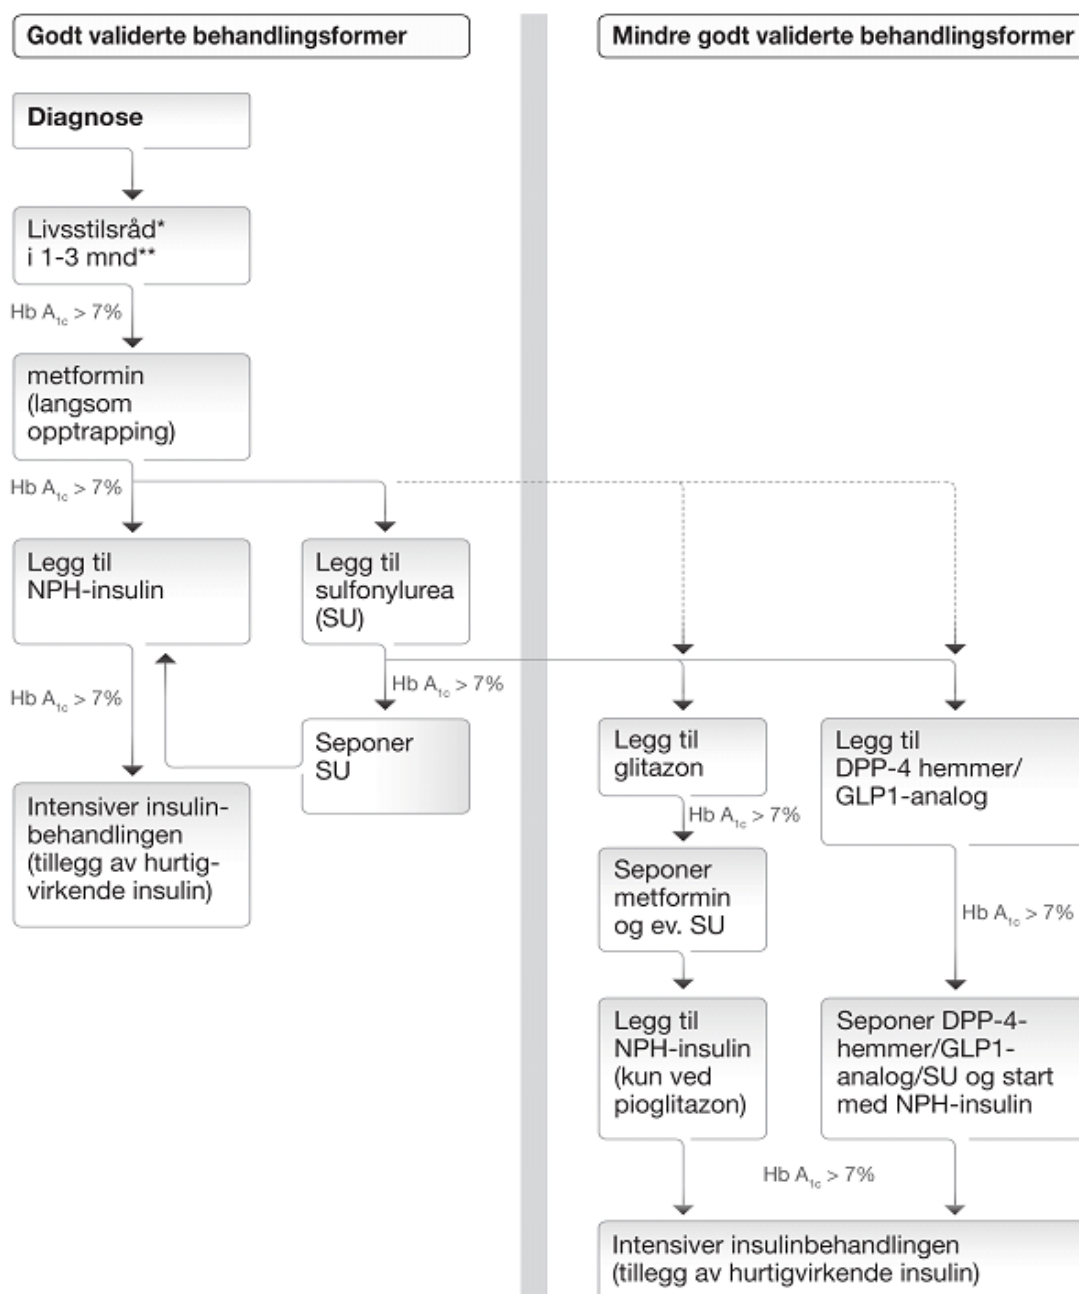 Godt validerte behandlingsformer
Mindre godt validerte behandlingsformer
Diagnose
Livsstilsråd*
i 1-3 mnd**
Hb A1c > 7%
metformin
(langsom
opptrapping)
Hb A1c > 7%
Legg til
NPH-insulin
Legg til
sulfonylurea
(SU)
Hb A1c > 7%
Hb A1c > 7%
Seponer
SU
Intensiver insulin-
behandlingen
(tillegg av hurtig-
virkende insulin)
Legg til
glitazon
Hb A1c > 7%
Seponer
metformin
og ev. SU
Legg til
NPH-insulin
(kun ved
pioglitazon)
Legg til
DPP-4 hemmer/
GLP1-analog
Hb A1c > 7%
Seponer DPP-4-
hemmer/GLP1-
analog/SU og start
med NPH-insulin
Hb A1c > 7%
Intensiver insulinbehandlingen
(tillegg av hurtigvirkende insulin)